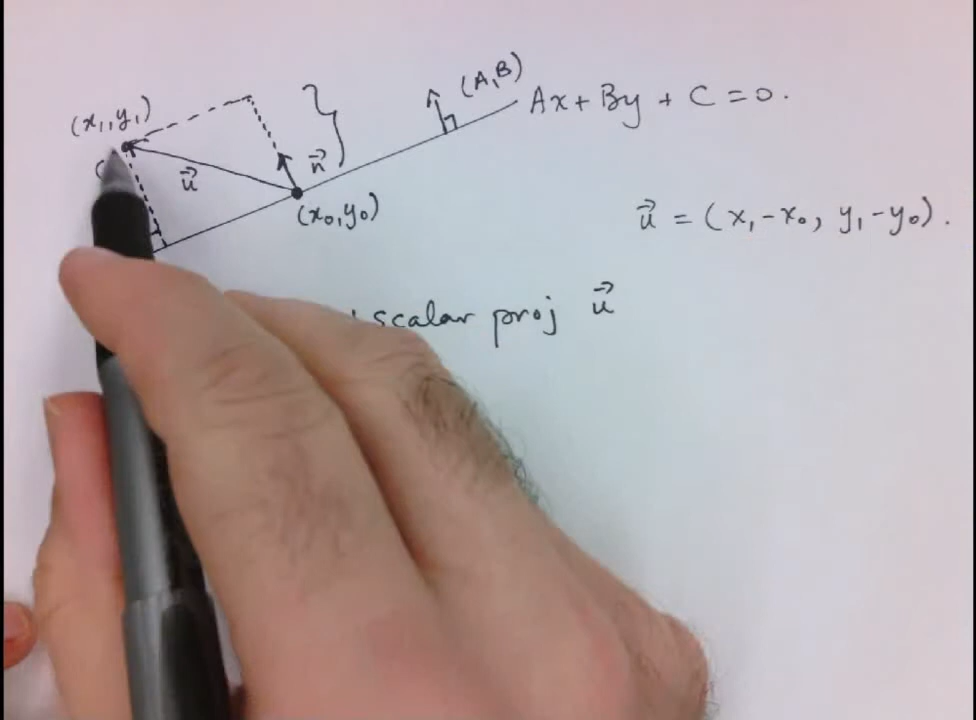 (A,B)
Ax + By + C = 0.
(x₁,y₁)
u⃗
n⃗
(x₀,y₀)
u⃗ = (x₁-x₀, y₁-y₀).
scalar proj u⃗